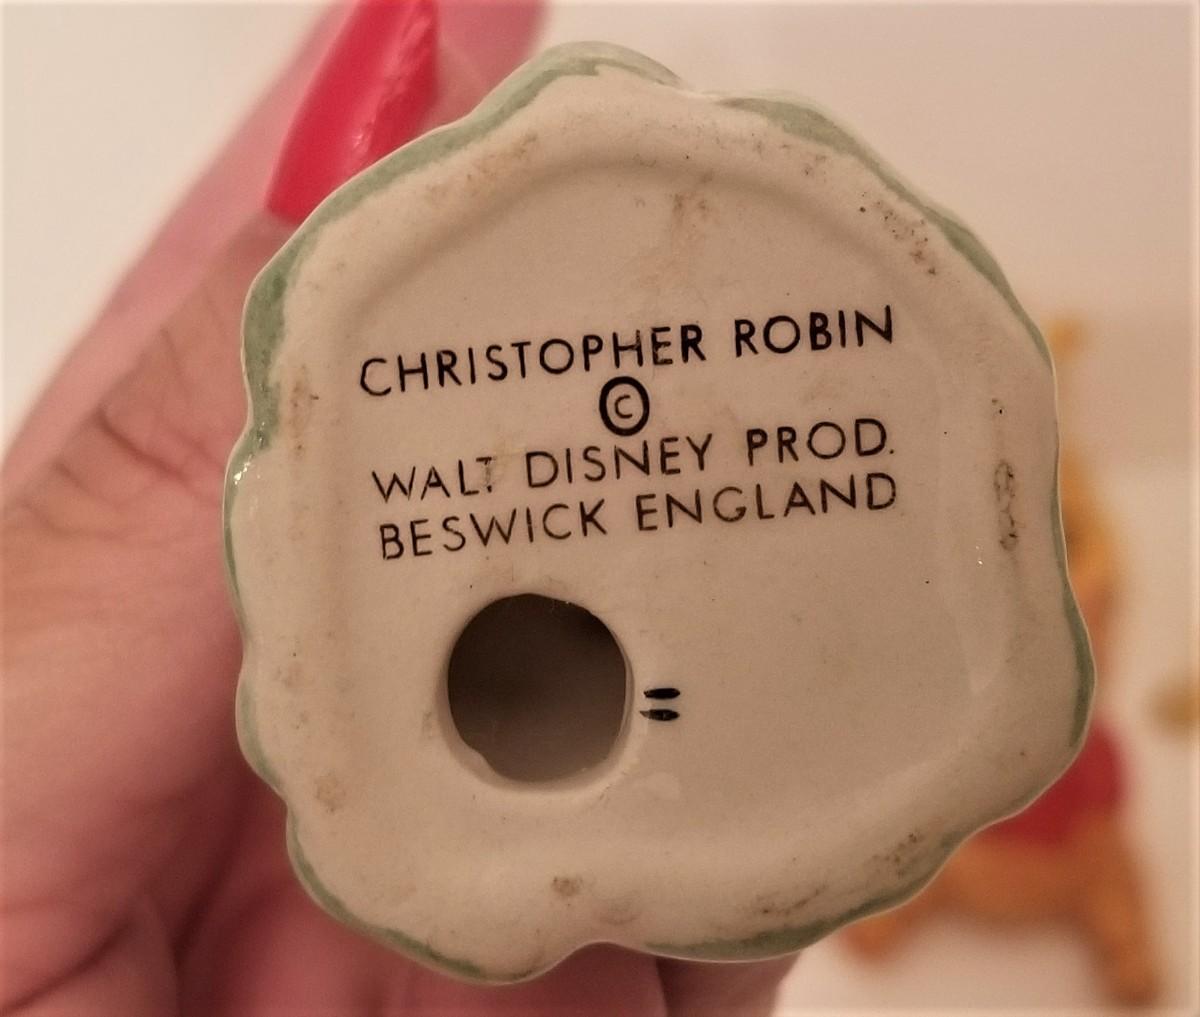 CHRISTOPHER ROBIN
©
WALT DISNEY PROD.
BESWICK ENGLAND